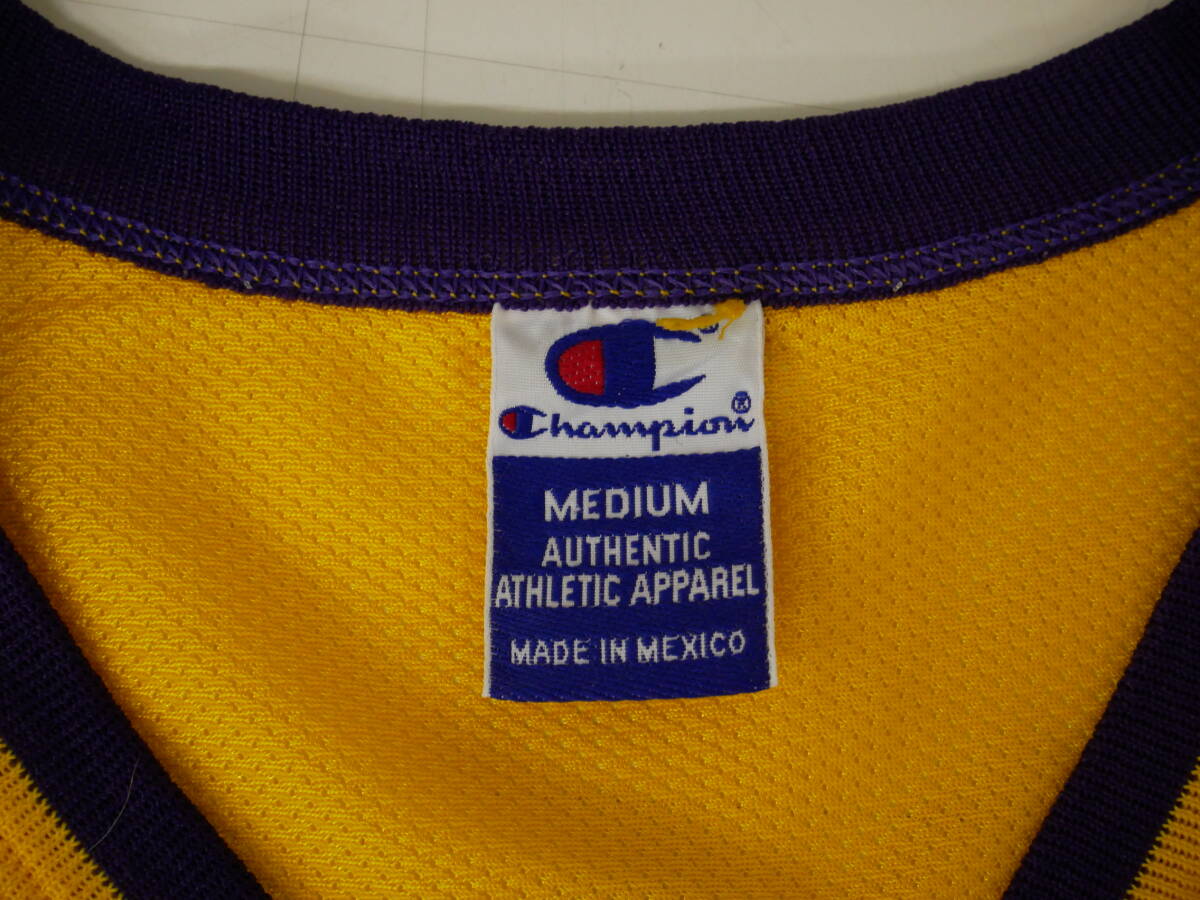 Champion®
MEDIUM
AUTHENTIC
ATHLETIC APPAREL
MADE IN MEXICO